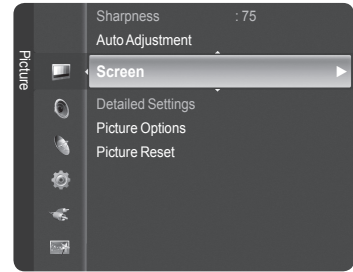 Picture
Sharpness : 75
Auto Adjustment
Screen
Detailed Settings
Picture Options
Picture Reset